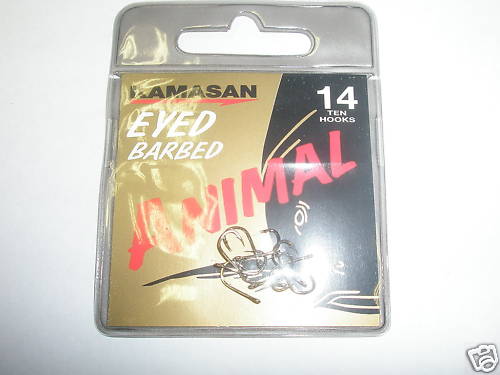 KAMASAN
14
TEN
HOOKS
EYED
BARBED
ANIMAL